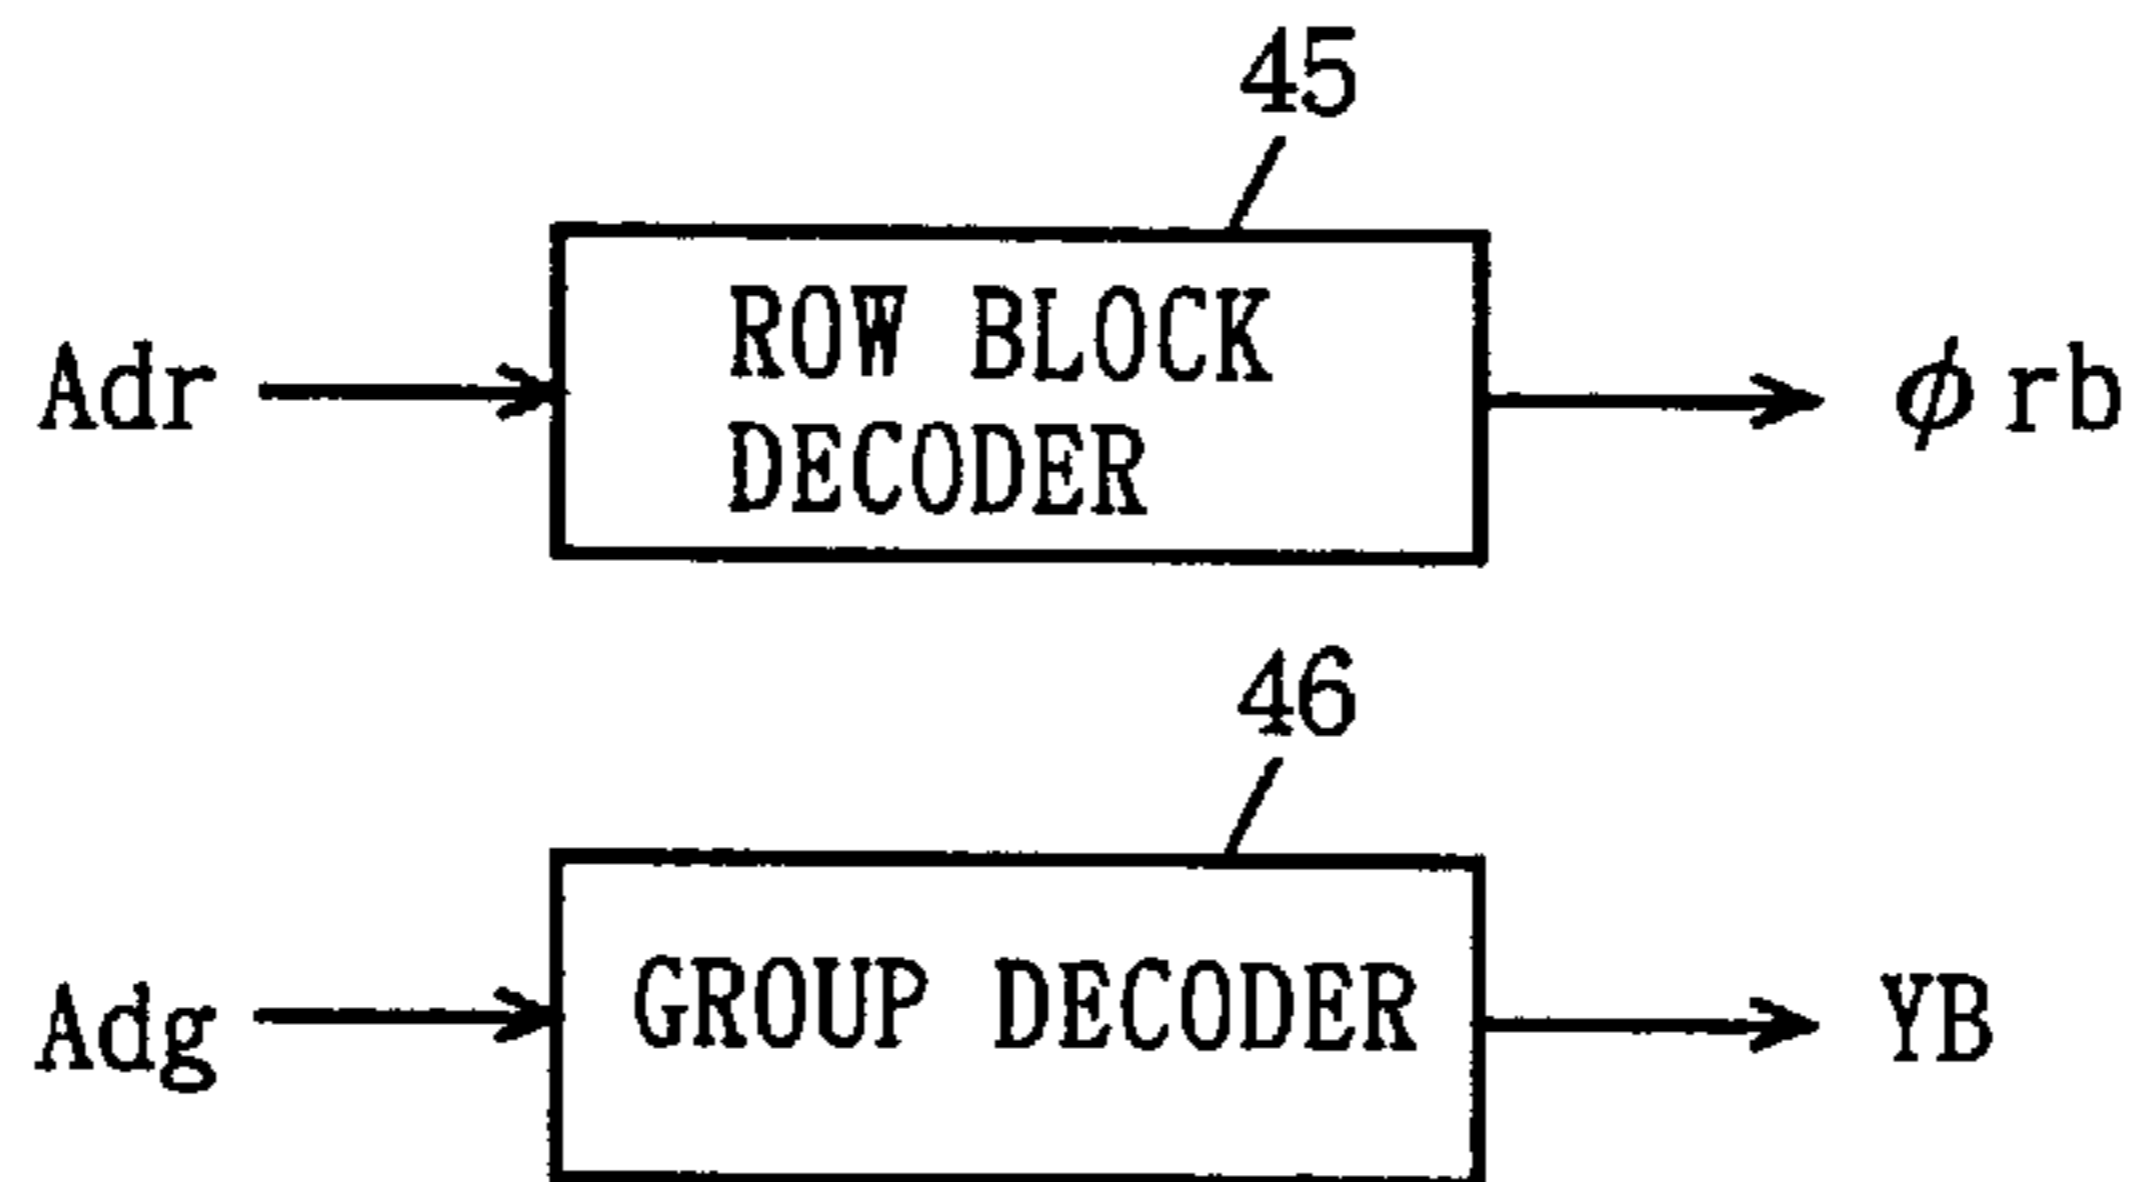 45
ROW BLOCK
DECODER
Adr
ϕrb
46
Adg
GROUP DECODER
YB